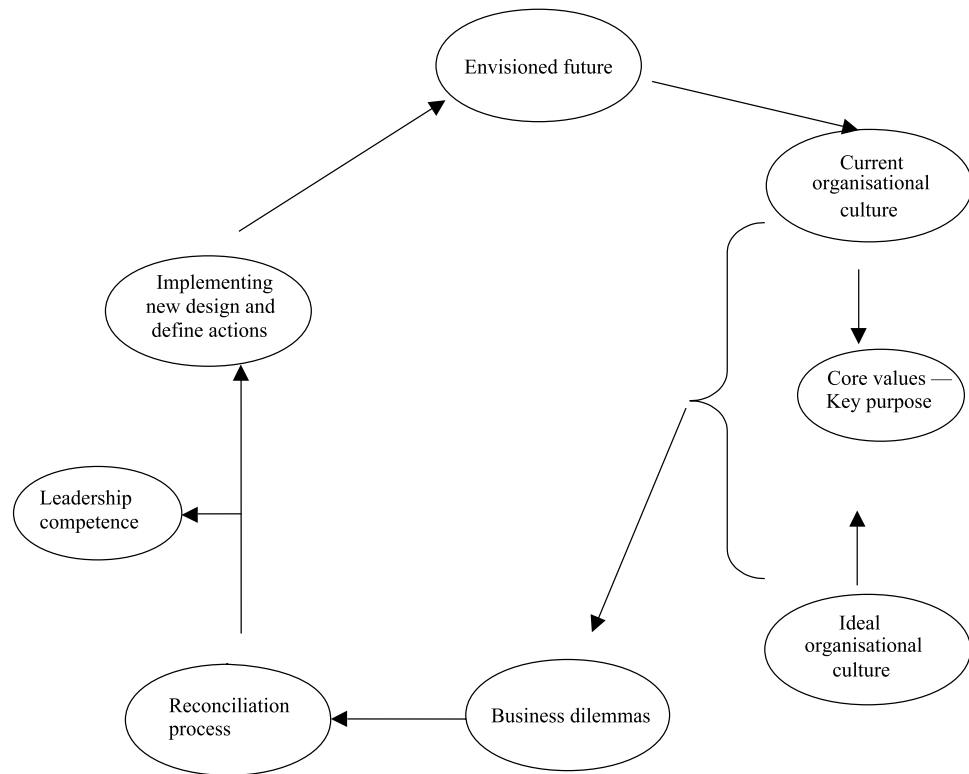 Envisioned future
Current
organisational
culture
Implementing
new design and
define actions
Core values —
Key purpose
Leadership
competence
Ideal
organisational
culture
Reconciliation
process
Business dilemmas